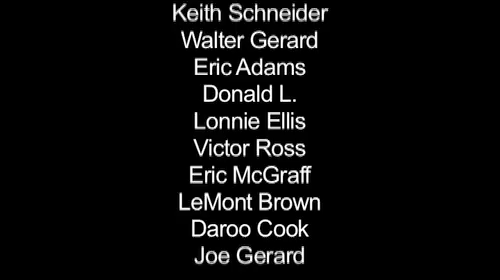 Keith Schneider
Walter Gerard
Eric Adams
Donald L.
Lonnie Ellis
Victor Ross
Eric McGraff
LeMont Brown
Daroo Cook
Joe Gerard